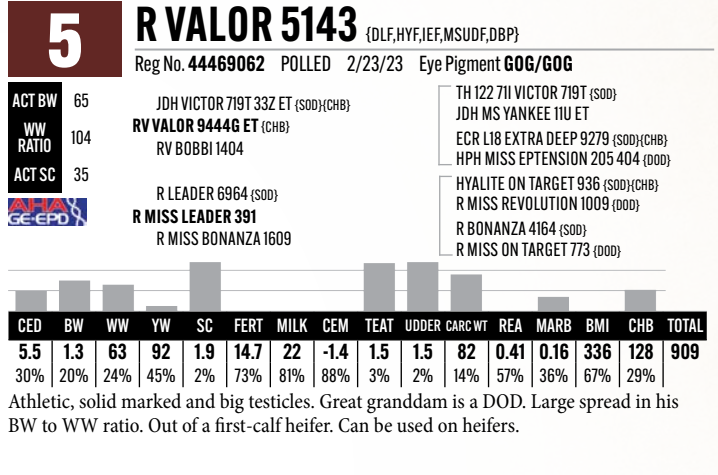 5
R VALOR 5143 {DLF,HYF,IEF,MSUDF,DBP}
Reg No. 44469062 POLLED 2/23/23 Eye Pigment GOG/GOG
ACT BW 65
WW RATIO 104
ACT SC 35
AHA
GE-EPD
JDH VICTOR 719T 33Z ET {SOD}{CHB}
RV VALOR 9444G ET {CHB}
RV BOBBI 1404
R LEADER 6964 {SOD}
R MISS LEADER 391
R MISS BONANZA 1609
TH 122 71I VICTOR 719T {SOD}
JDH MS YANKEE 11U ET
ECR L18 EXTRA DEEP 9279 {SOD}{CHB}
HPH MISS EPTENSION 205 404 {DOD}
HYALITE ON TARGET 936 {SOD}{CHB}
R MISS REVOLUTION 1009 {DOD}
R BONANZA 4164 {SOD}
R MISS ON TARGET 773 {DOD}
CED BW WW YW SC FERT MILK CEM TEAT UDDER CARC WT REA MARB BMI CHB TOTAL
5.5 1.3 63 92 1.9 14.7 22 -1.4 1.5 1.5 82 0.41 0.16 336 128 909
30% 20% 24% 45% 2% 73% 81% 88% 3% 2% 14% 57% 36% 67% 29%
Athletic, solid marked and big testicles. Great granddam is a DOD. Large spread in his
BW to WW ratio. Out of a first-calf heifer. Can be used on heifers.